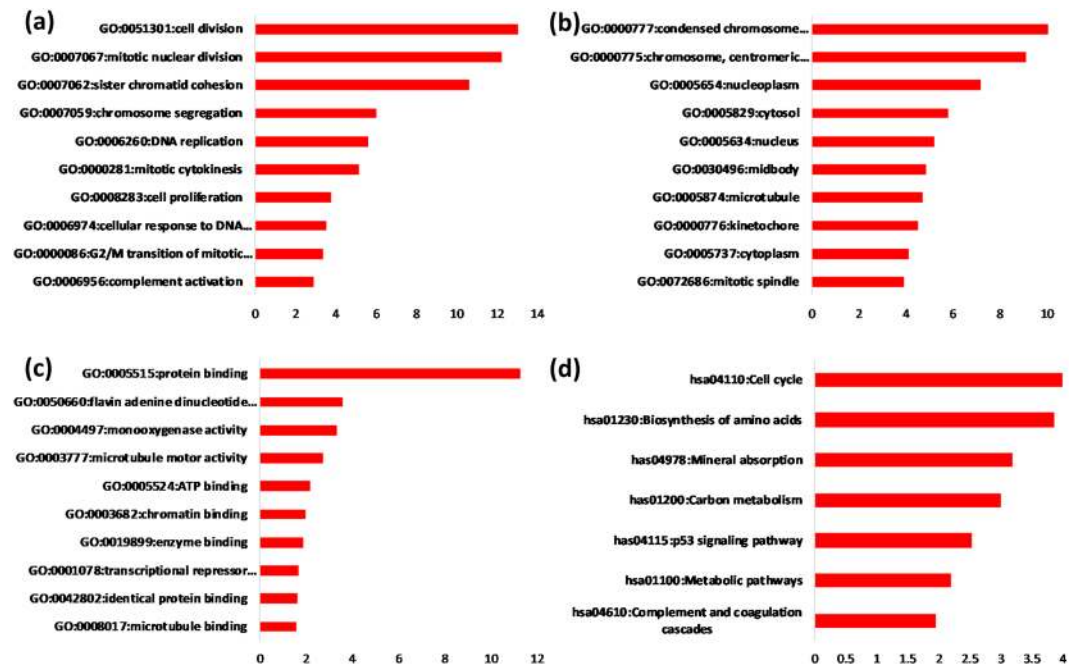 (a)
GO:0051301:cell division
GO:0007067:mitotic nuclear division
GO:0007062:sister chromatid cohesion
GO:0007059:chromosome segregation
GO:0006260:DNA replication
GO:0000281:mitotic cytokinesis
GO:0008283:cell proliferation
GO:0006974:cellular response to DNA...
GO:0000086:G2/M transition of mitotic...
GO:0006956:complement activation
0 2 4 6 8 10 12 14
(b)
GO:0000777:condensed chromosome...
GO:0000775:chromosome, centromeric...
GO:0005654:nucleoplasm
GO:0005829:cytosol
GO:0005634:nucleus
GO:0030496:midbody
GO:0005874:microtubule
GO:0000776:kinetochore
GO:0005737:cytoplasm
GO:0072686:mitotic spindle
0 2 4 6 8 10
(c)
GO:0005515:protein binding
GO:0050660:flavin adenine dinucleotide...
GO:0004497:monooxygenase activity
GO:0003777:microtubule motor activity
GO:0005524:ATP binding
GO:0003682:chromatin binding
GO:0019899:enzyme binding
GO:0001078:transcriptional repressor...
GO:0042802:identical protein binding
GO:0008017:microtubule binding
0 2 4 6 8 10 12
(d)
hsa04110:Cell cycle
hsa01230:Biosynthesis of amino acids
has04978:Mineral absorption
has01200:Carbon metabolism
has04115:p53 signaling pathway
hsa01100:Metabolic pathways
hsa04610:Complement and coagulation
cascades
0 0.5 1 1.5 2 2.5 3 3.5 4